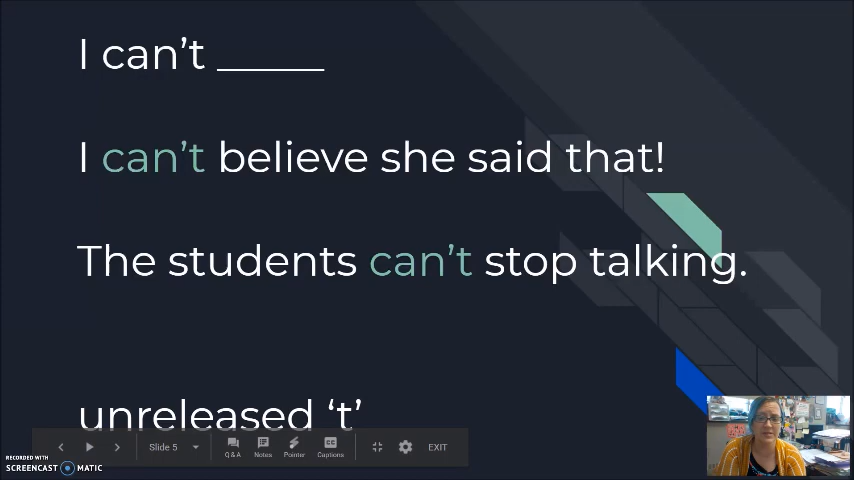 I can’t _____
I can’t believe she said that!
The students can’t stop talking.
unreleased ‘t’
Slide 5
Q & A
Notes
Pointer
Captions
EXIT
RECORDED WITH
SCREENCAST MATIC